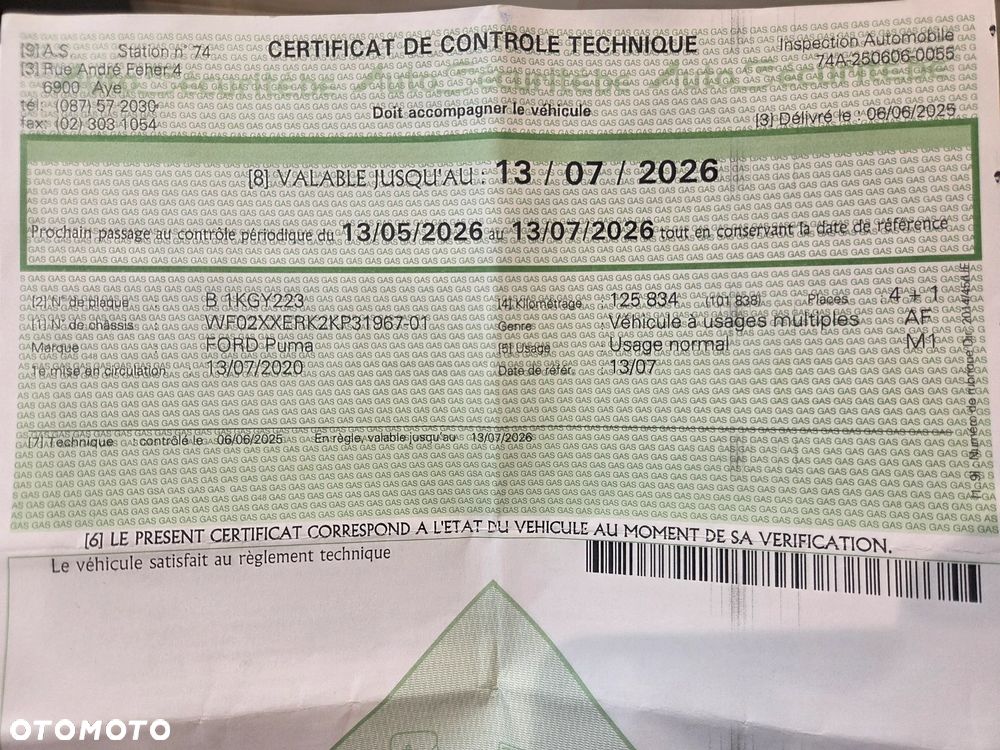 [9] A.S. Station n° 74
CERTIFICAT DE CONTROLE TECHNIQUE
Inspection Automobile
74A-250606-0055
[3] Rue André Feher 4
6900 Aye
tél. (087) 57 2030
fax: (02) 303 1054
Doit accompagner le véhicule
[3] Délivré le : 06/06/2025
[8] VALABLE JUSQU'AU : 13 / 07 / 2026
Prochain passage au contrôle périodique du 13/05/2026 au 13/07/2026 tout en conservant la date de référence
[2] N° de plaque B 1KGY223
[4] Kilométrage 125 834 (101 838) Places 4 + 1
[1] N° de châssis : WF02XXERK2KP31967-01
Genre Véhicule à usages multiples AF
Marque : FORD Puma
Usage Usage normal M1
1e mise en circulation 13/07/2020
Date de référ. : 13/07
[7] Technique : contrôlé le 06/06/2025 En règle, valable jusqu'au 13/07/2026
[6] LE PRESENT CERTIFICAT CORRESPOND A L'ETAT DU VEHICULE AU MOMENT DE SA VERIFICATION.
Le véhicule satisfait au règlement technique
OTOMOTO